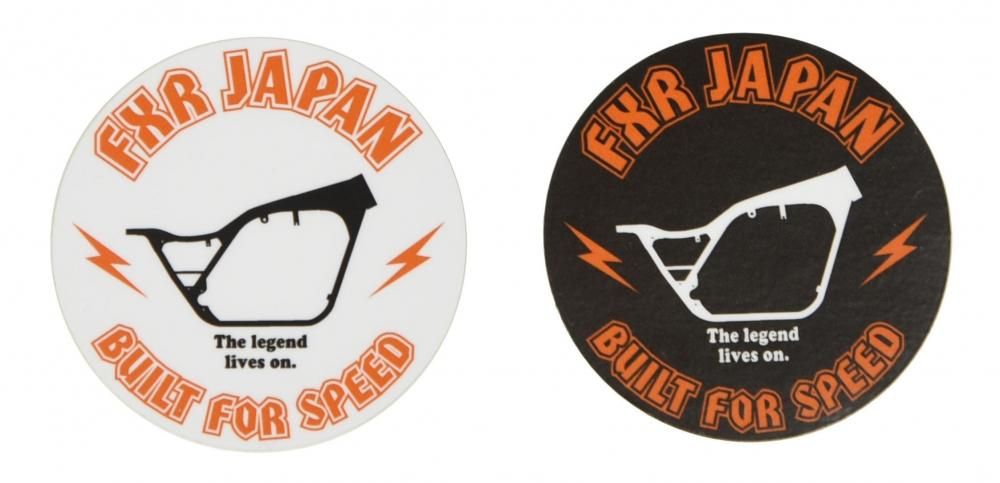 FXR JAPAN
The legend
lives on.
BUILT FOR SPEED
FXR JAPAN
The legend
lives on.
BUILT FOR SPEED